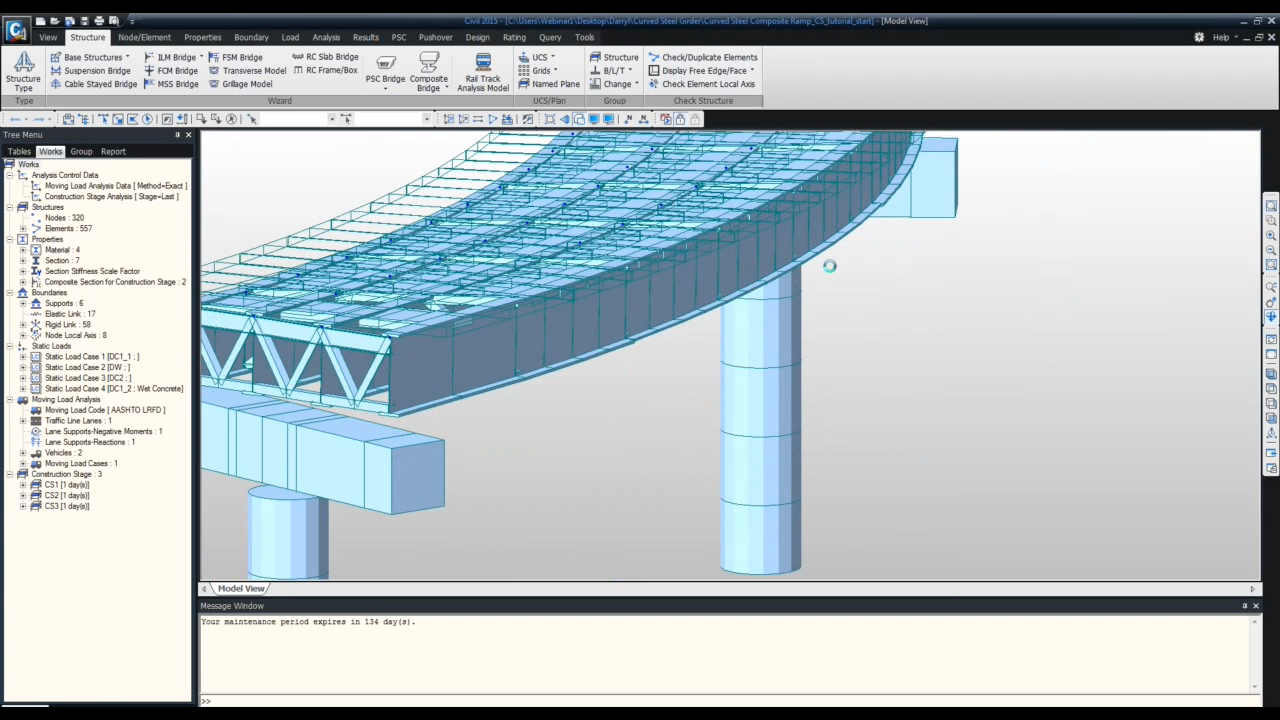 Civil 2015 - [C:\Users\Webinar1\Desktop\Darryl\Curved Steel Girder\Curved Steel Composite Ramp_CS_tutorial_start] - [Model View]
View Structure Node/Element Properties Boundary Load Analysis Results PSC Pushover Design Rating Query Tools Help
Structure Type
Base Structures
Suspension Bridge
Cable Stayed Bridge
ILM Bridge
FCM Bridge
MSS Bridge
FSM Bridge
Transverse Model
Grillage Model
RC Slab Bridge
RC Frame/Box
PSC Bridge
Composite Bridge
Rail Track Analysis Model
UCS
Grids
Named Plane
Structure
B/L/T
Change
Check/Duplicate Elements
Display Free Edge/Face
Check Element Local Axis
Type Wizard UCS/Plan Group Check Structure
Tree Menu
Tables Works Group Report
Works
Analysis Control Data
Moving Load Analysis Data [ Method=Exact ]
Construction Stage Analysis [ Stage=Last ]
Structures
Nodes : 320
Elements : 557
Properties
Material : 4
Section : 7
Section Stiffness Scale Factor
Composite Section for Construction Stage : 2
Boundaries
Supports : 6
Elastic Link : 17
Rigid Link : 58
Node Local Axis : 8
Static Loads
Static Load Case 1 [DC1_1 ; ]
Static Load Case 2 [DW ; ]
Static Load Case 3 [DC2 ; ]
Static Load Case 4 [DC1_2 ; Wet Concrete]
Moving Load Analysis
Moving Load Code [ AASHTO LRFD ]
Traffic Line Lanes : 1
Lane Supports-Negative Moments : 1
Lane Supports-Reactions : 1
Vehicles : 2
Moving Load Cases : 1
Construction Stage : 3
CS1 [1 day(s)]
CS2 [1 day(s)]
CS3 [1 day(s)]
Model View
Message Window
Your maintenance period expires in 134 day(s).
>>